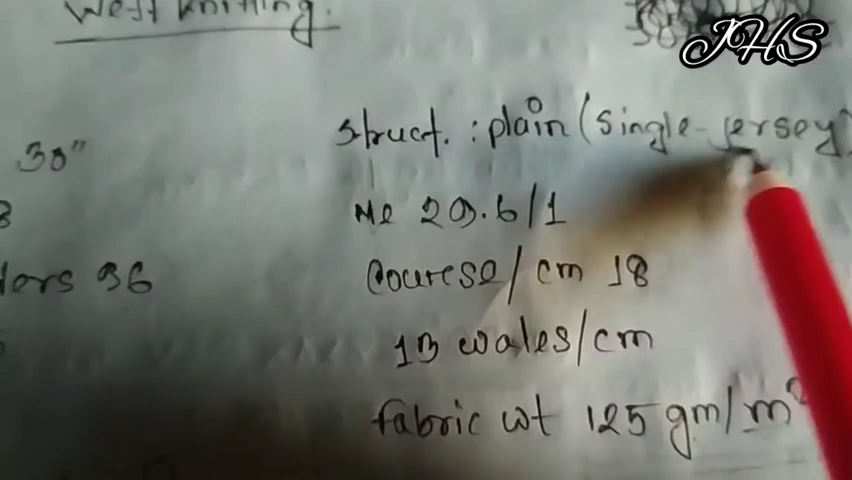 Weft knitting.
JHS
struct. : plain (single-jersey)
30"
Ne 29.6/1
ders 96
course/cm 18
13 wales/cm
fabric wt 125 gm/m²